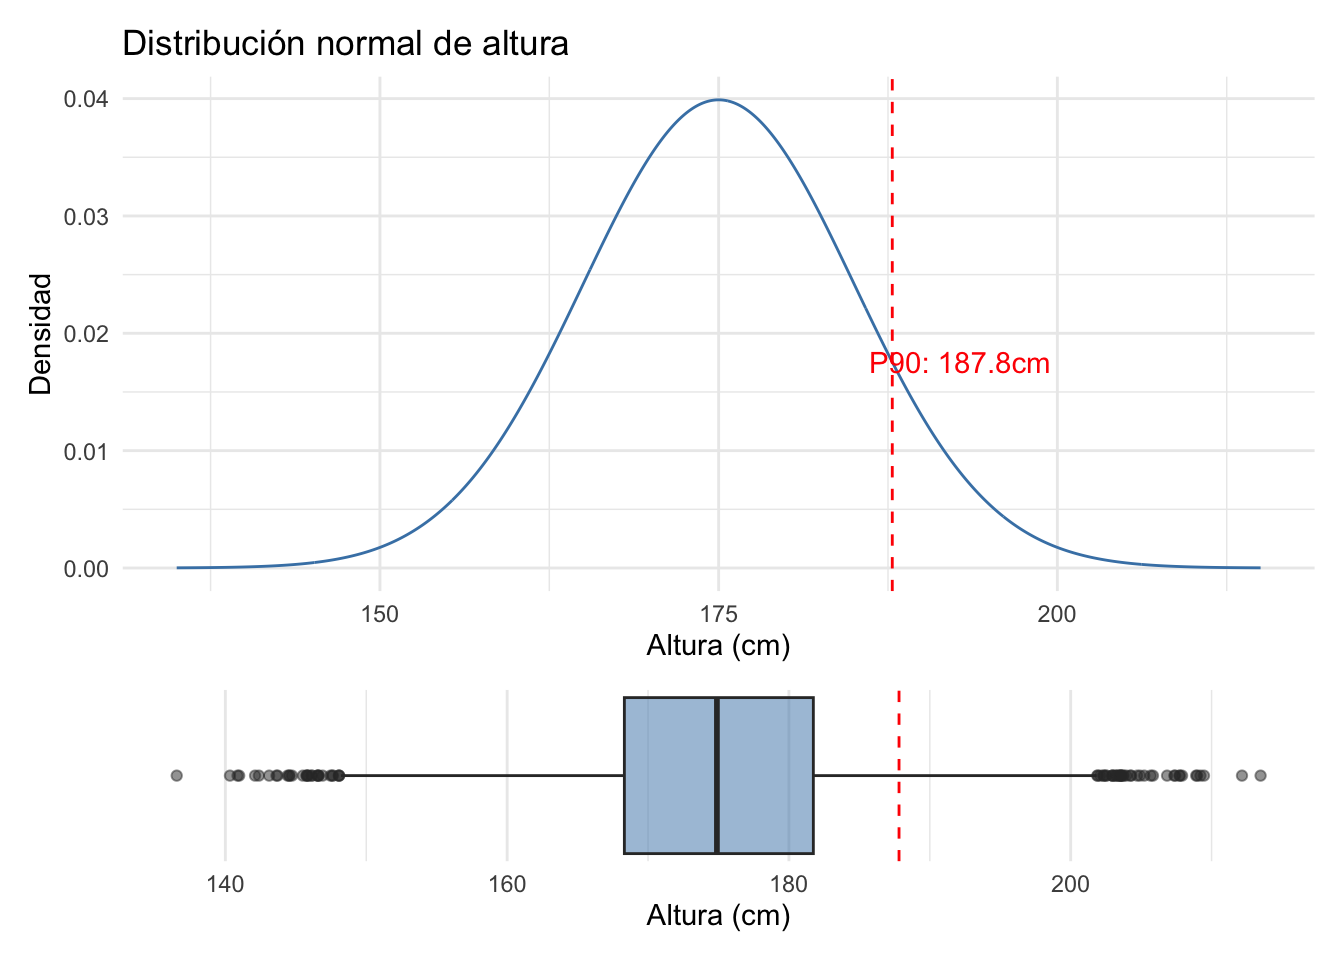 Distribución normal de altura
Densidad
0.04
0.03
0.02
0.01
0.00
P90: 187.8cm
150 175 200
Altura (cm)
140 160 180 200
Altura (cm)